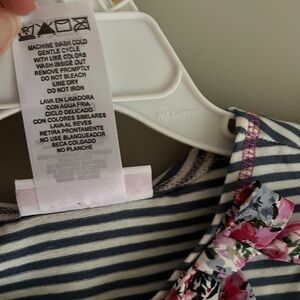 MACHINE WASH COLD
GENTLE CYCLE
WITH LIKE COLORS
WASH INSIDE OUT
REMOVE PROMPTLY
DO NOT BLEACH
LINE DRY
DO NOT IRON
LAVA EN LAVADORA
CON AGUA FRIA
CICLO DELICADO
CON COLORES SIMILARES
LAVA AL REVES
RETIRA PRONTAMENTE
NO USE BLANQUEADOR
SECA COLGADO
NO PLANCHE